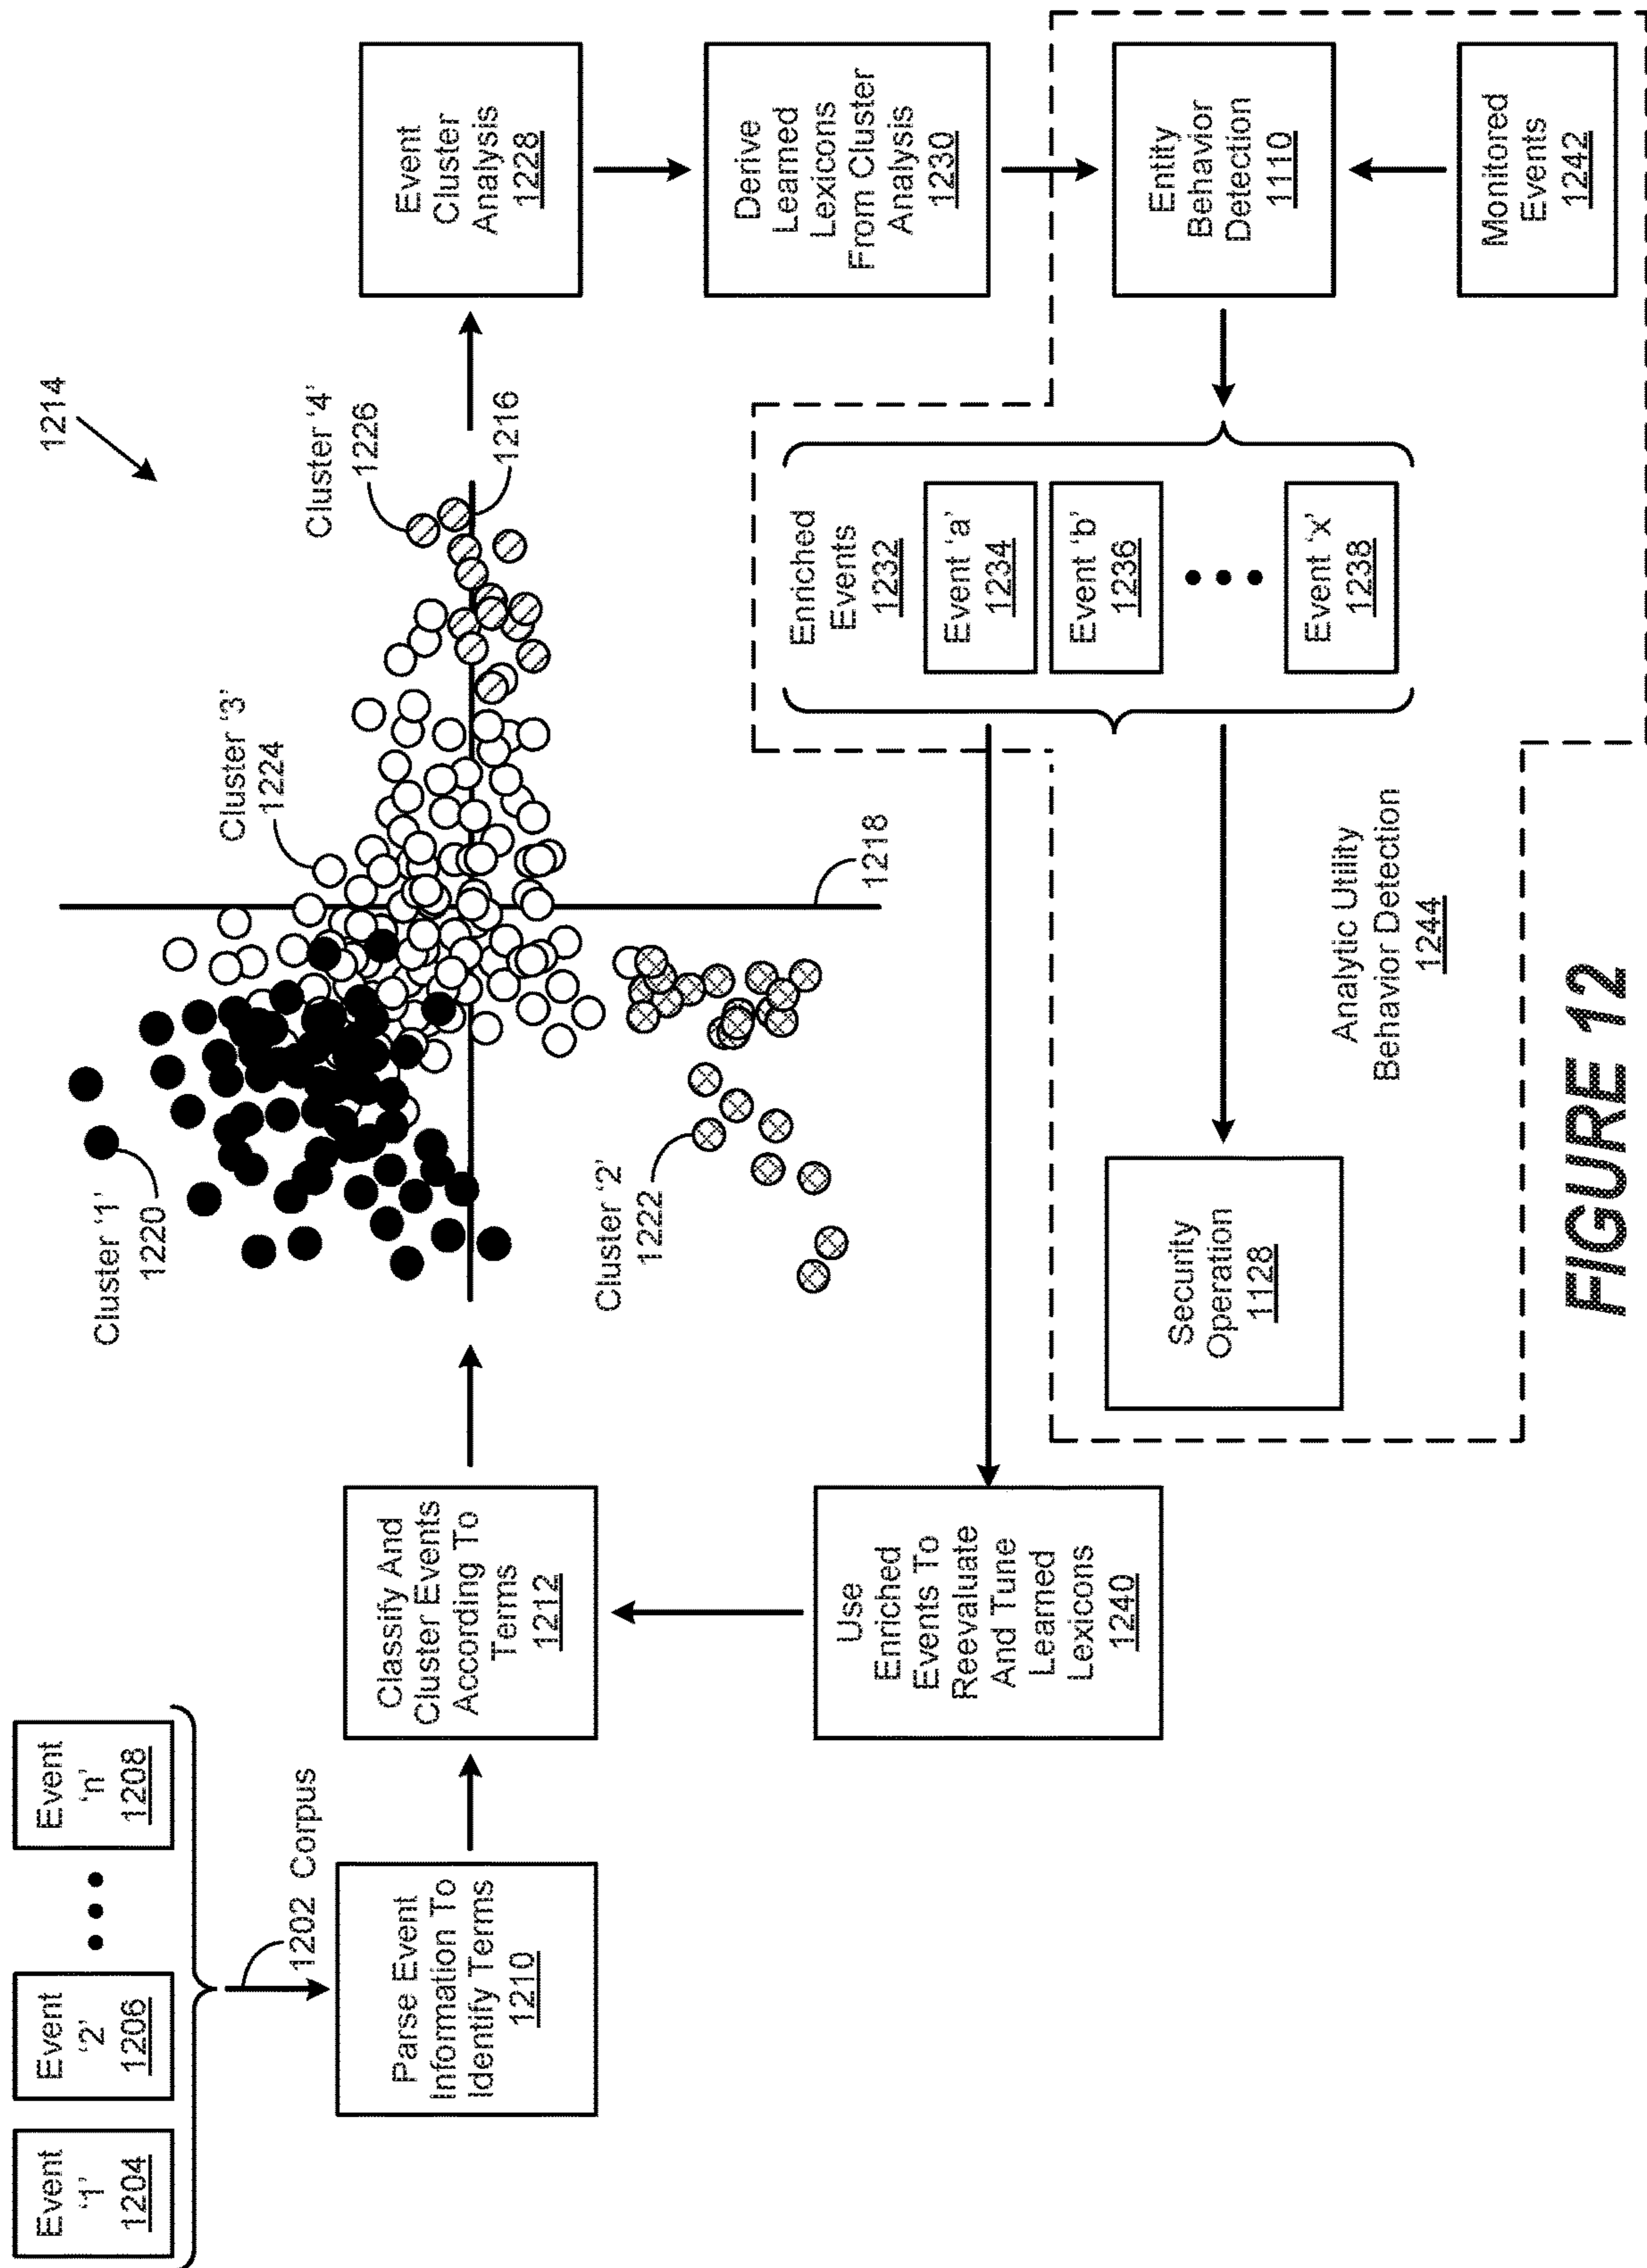 Event
‘1’
1204
Event
‘2’
1206
Event
‘n’
1208
1202 Corpus
Parse Event
Information To
Identify Terms
1210
Classify And
Cluster Events
According To
Terms
1212
Use
Enriched
Events To
Reevaluate
And Tune
Learned
Lexicons
1240
1214
Cluster ‘1’
1220
Cluster ‘2’
1222
Cluster ‘3’
1224
Cluster ‘4’
1226
1216
1218
Event
Cluster
Analysis
1228
Derive
Learned
Lexicons
From Cluster
Analysis
1230
Entity
Behavior
Detection
1110
Monitored
Events
1242
Enriched
Events
1232
Event ‘a’
1234
Event ‘b’
1236
Event ‘x’
1238
Security
Operation
1128
Analytic Utility
Behavior Detection
1244
FIGURE 12